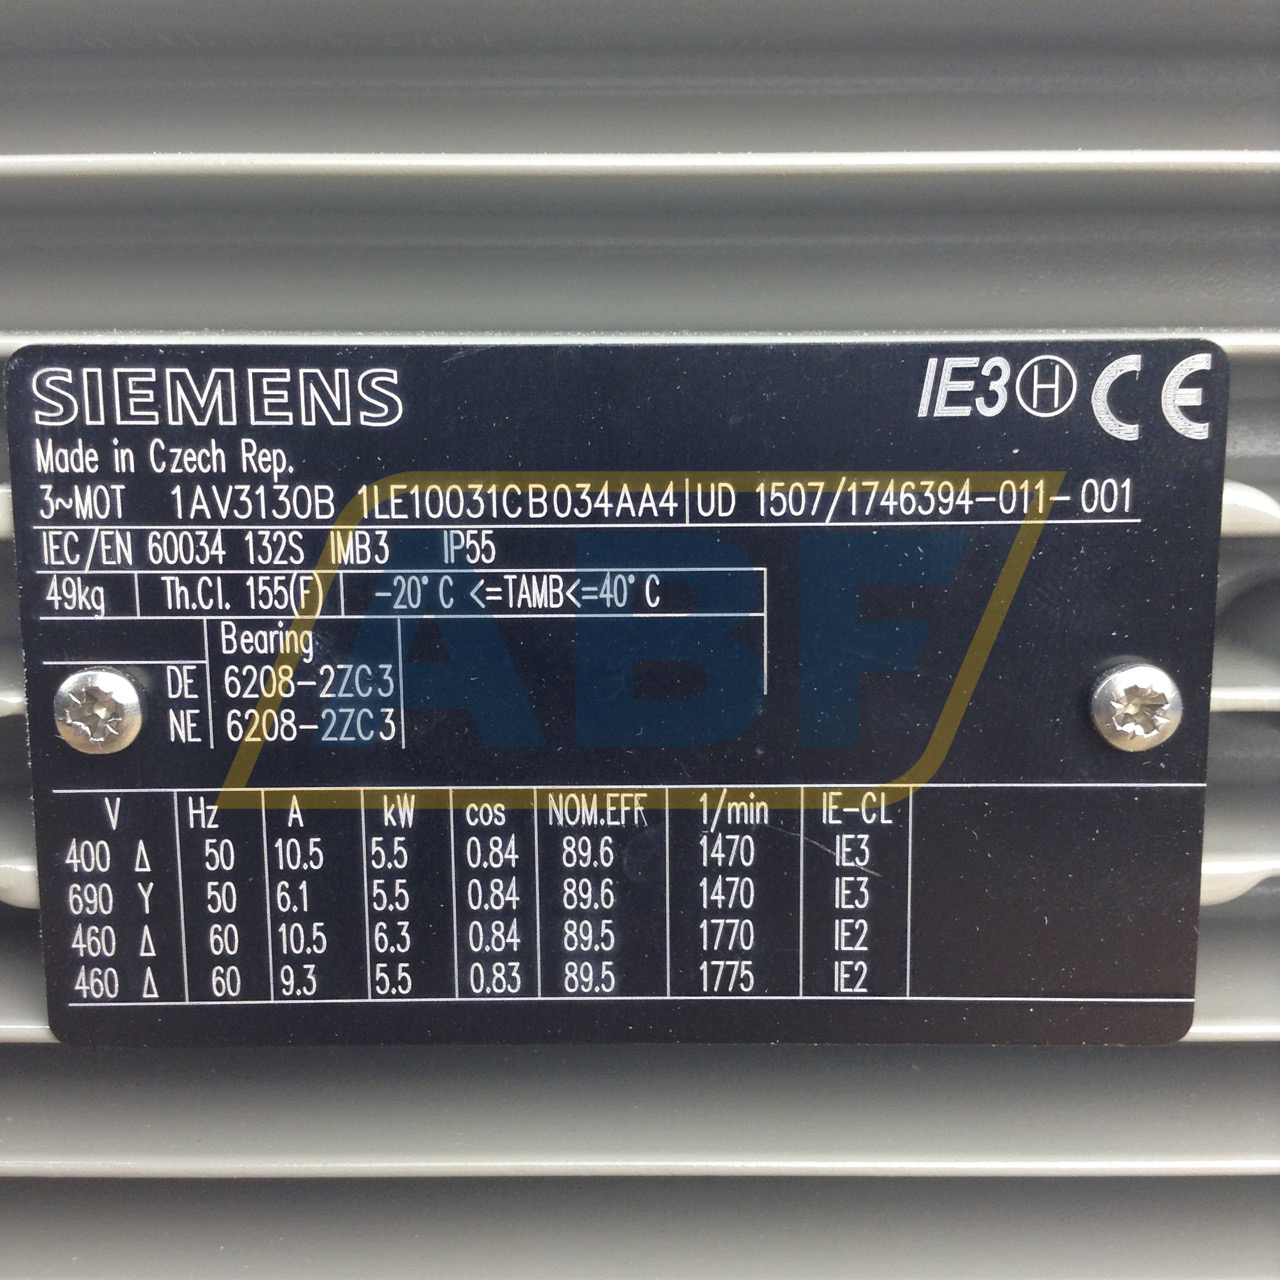 SIEMENS IE3 H CE
Made in Czech Rep.
3~MOT 1AV3130B 1LE10031CB034AA4 UD 1507/1746394-011-001
IEC/EN 60034 132S IMB3 IP55
49kg Th.Cl. 155(F) -20°C <=TAMB<=40°C
Bearing
DE 6208-2ZC3
NE 6208-2ZC3
ABF
V Hz A kW cos NOM.EFF 1/min IE-CL
400 Δ 50 10.5 5.5 0.84 89.6 1470 IE3
690 Y 50 6.1 5.5 0.84 89.6 1470 IE3
460 Δ 60 10.5 6.3 0.84 89.5 1770 IE2
460 Δ 60 9.3 5.5 0.83 89.5 1775 IE2